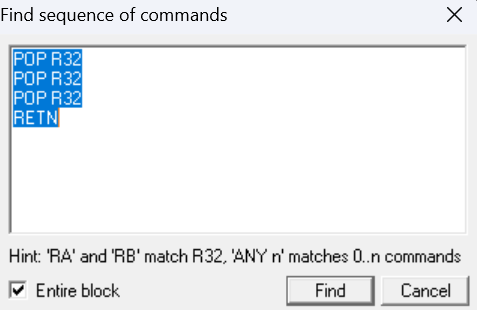 Find sequence of commands
POP R32
POP R32
POP R32
RETN
Hint: 'RA' and 'RB' match R32, 'ANY n' matches 0..n commands
Entire block
Find
Cancel